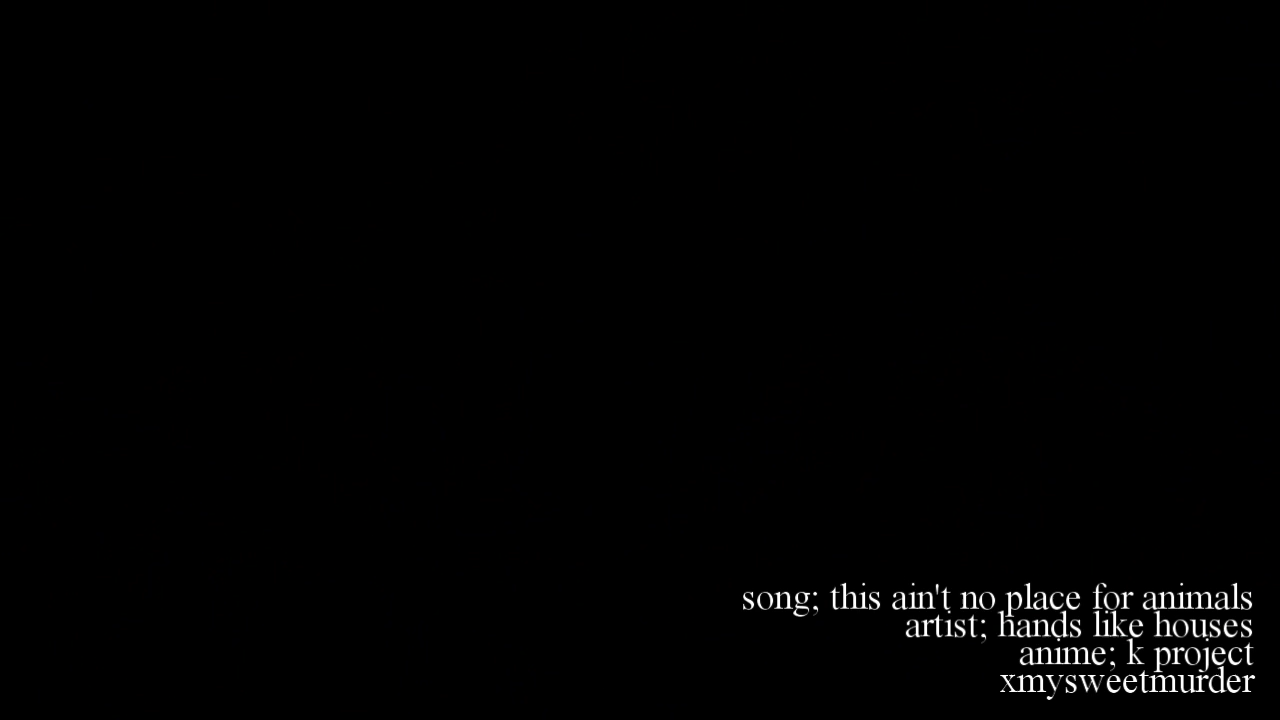 song; this ain't no place for animals
artist; hands like houses
anime; k project
xmysweetmurder